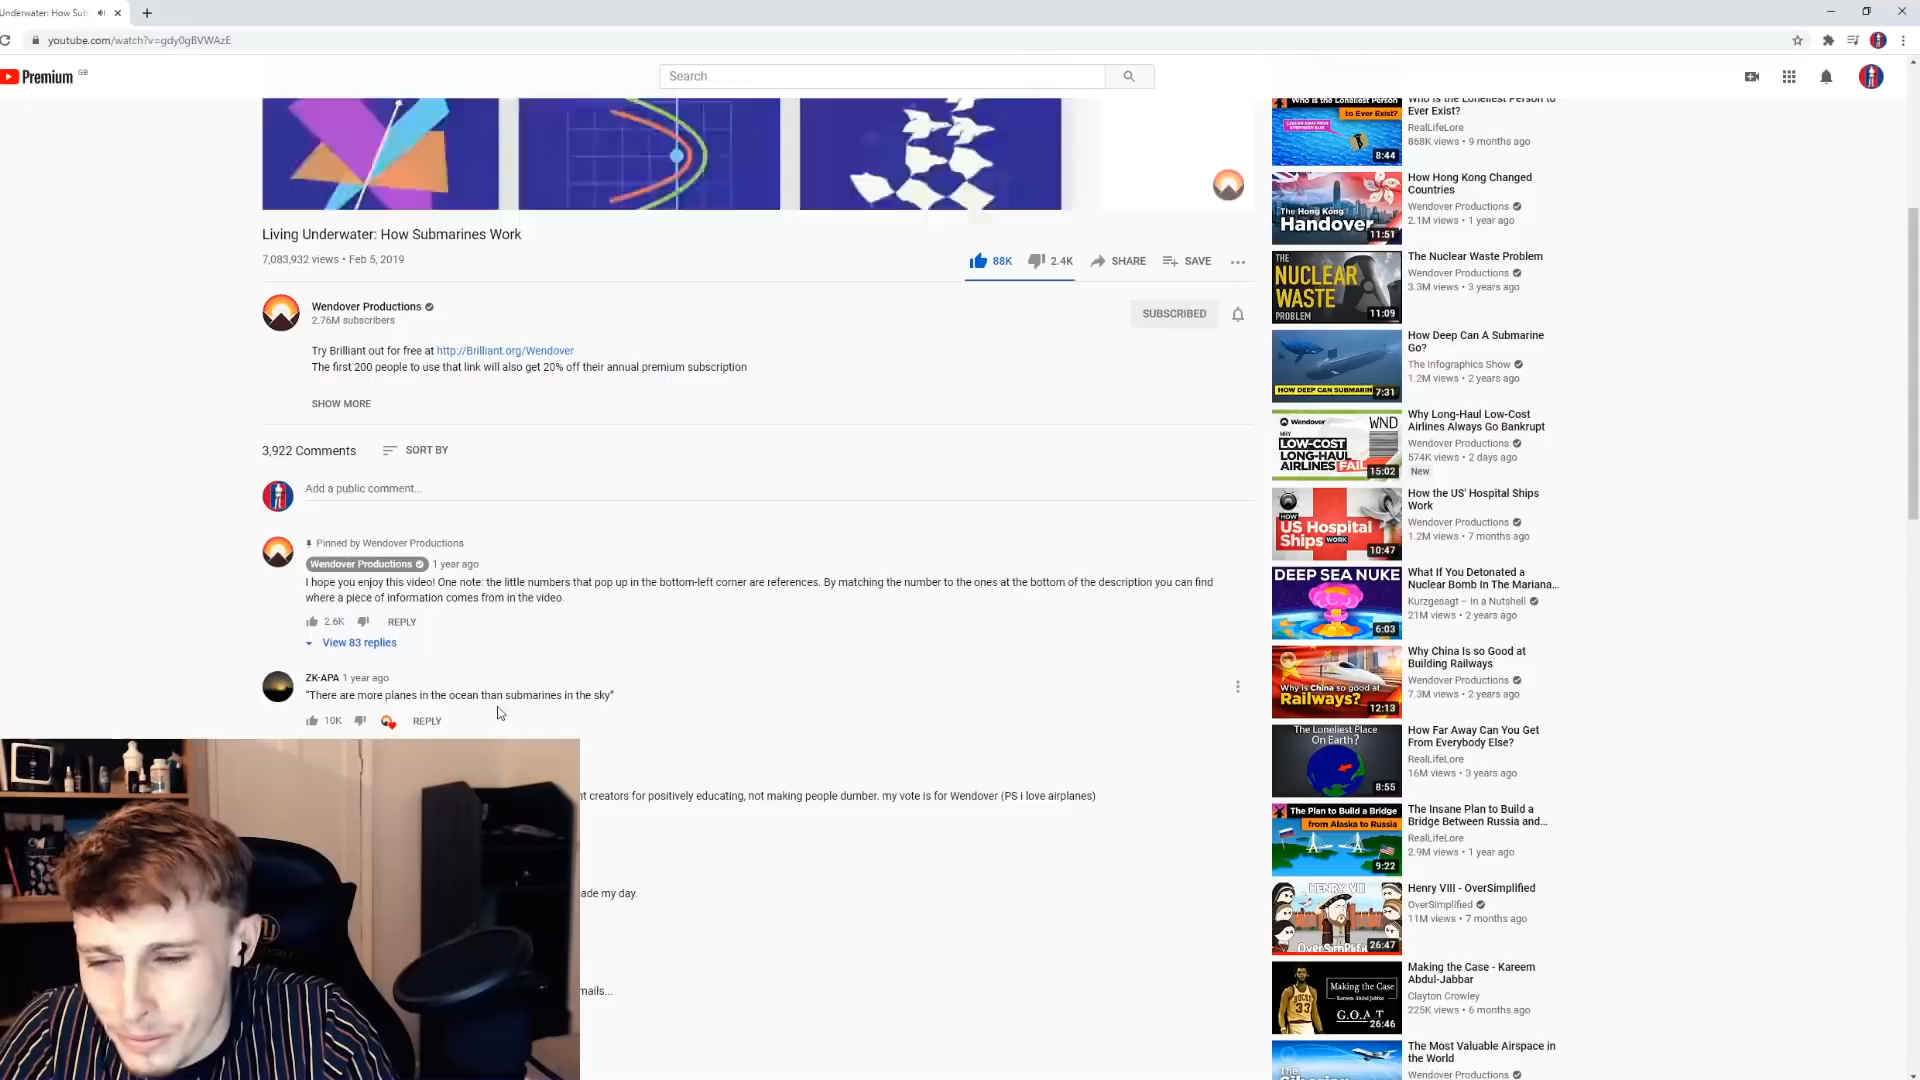 Underwater: How Sub
youtube.com/watch?v=gdy0gBVWAzE
Premium GB
Search
Living Underwater: How Submarines Work
7,083,932 views • Feb 5, 2019
88K
2.4K
SHARE
SAVE
Wendover Productions
2.76M subscribers
SUBSCRIBED
Try Brilliant out for free at http://Brilliant.org/Wendover
The first 200 people to use that link will also get 20% off their annual premium subscription
SHOW MORE
3,922 Comments
SORT BY
Add a public comment...
Pinned by Wendover Productions
Wendover Productions 1 year ago
I hope you enjoy this video! One note: the little numbers that pop up in the bottom-left corner are references. By matching the number to the ones at the bottom of the description you can find
where a piece of information comes from in the video.
2.6K
REPLY
View 83 replies
ZK-APA 1 year ago
“There are more planes in the ocean than submarines in the sky”
10K
REPLY
nt creators for positively educating, not making people dumber. my vote is for Wendover (PS I love airplanes)
ade my day.
mails...
Who Is the Loneliest Person
to Ever Exist?
8:44
Who Is the Loneliest Person to
Ever Exist?
RealLifeLore
868K views • 9 months ago
The Hong Kong
Handover
11:51
How Hong Kong Changed
Countries
Wendover Productions
2.1M views • 1 year ago
THE
NUCLEAR
WASTE
PROBLEM
11:09
The Nuclear Waste Problem
Wendover Productions
3.3M views • 3 years ago
HOW DEEP CAN SUBMARIN
7:31
How Deep Can A Submarine
Go?
The Infographics Show
1.2M views • 2 years ago
Wendover
WND
WHY
LOW-COST
LONG-HAUL
AIRLINES FAIL
15:02
Why Long-Haul Low-Cost
Airlines Always Go Bankrupt
Wendover Productions
574K views • 2 days ago
New
HOW
US Hospital
Ships WORK
10:47
How the US' Hospital Ships
Work
Wendover Productions
1.2M views • 7 months ago
DEEP SEA NUKE
6:03
What If You Detonated a
Nuclear Bomb In The Mariana...
Kurzgesagt – In a Nutshell
21M views • 2 years ago
Why is China so good at
Railways?
12:13
Why China Is so Good at
Building Railways
Wendover Productions
7.3M views • 2 years ago
The Loneliest Place
On Earth?
8:55
How Far Away Can You Get
From Everybody Else?
RealLifeLore
16M views • 3 years ago
The Plan to Build a Bridge
from Alaska to Russia
9:22
The Insane Plan to Build a
Bridge Between Russia and...
RealLifeLore
2.9M views • 1 year ago
HENRY VIII
OverSimplifi
26:47
Henry VIII - OverSimplified
OverSimplified
11M views • 7 months ago
BUCKS
33
Making the Case
Kareem Abdul-Jabbar
G.O.A.T
26:46
Making the Case - Kareem
Abdul-Jabbar
Clayton Crowley
225K views • 6 months ago
The
The Most Valuable Airspace in
the World
Wendover Productions